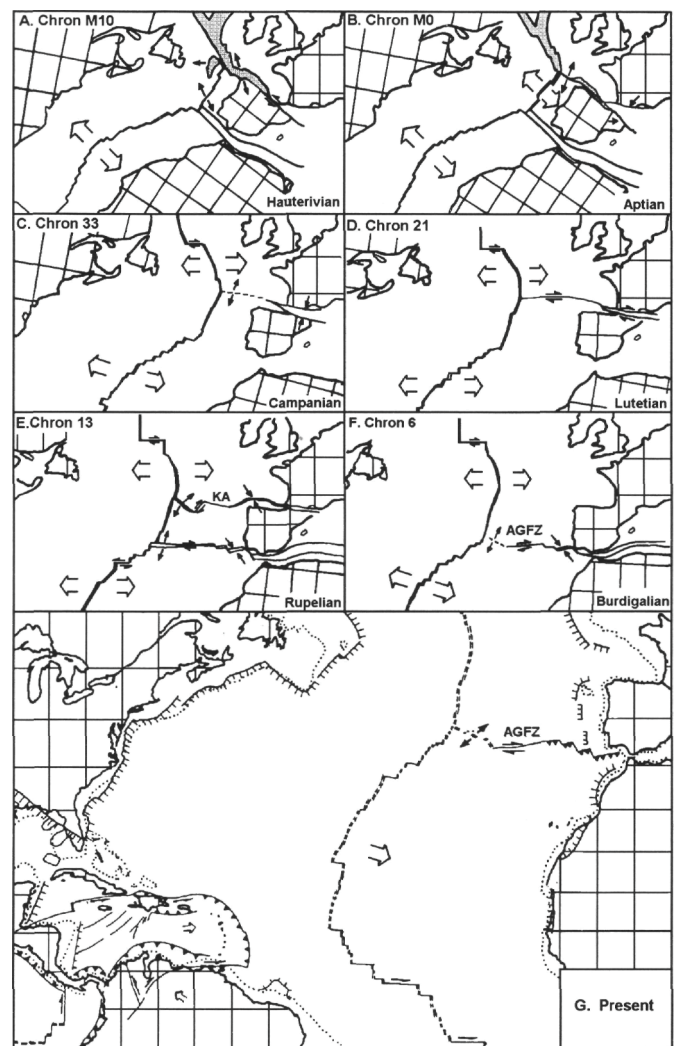 A. Chron M10
Hauterivian
B. Chron M0
Aptian
C. Chron 33
Campanian
D. Chron 21
Lutetian
E.Chron 13
KA
Rupelian
F. Chron 6
AGFZ
Burdigalian
AGFZ
G. Present